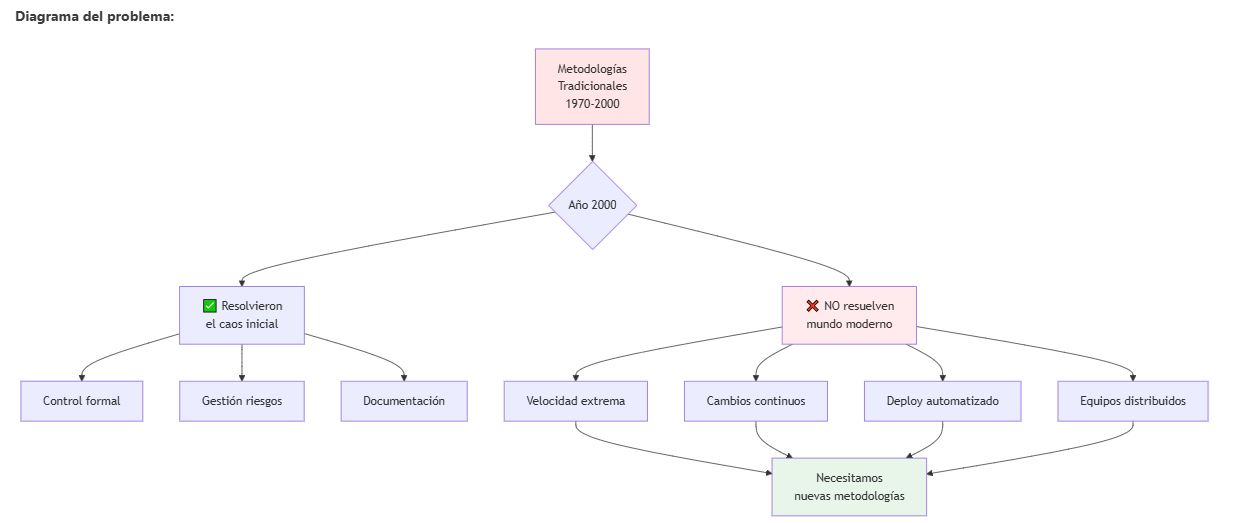 Diagrama del problema:
Metodologías
Tradicionales
1970-2000
Año 2000
✅ Resolvieron
el caos inicial
❌ NO resuelven
mundo moderno
Control formal
Gestión riesgos
Documentación
Velocidad extrema
Cambios continuos
Deploy automatizado
Equipos distribuidos
Necesitamos
nuevas metodologías